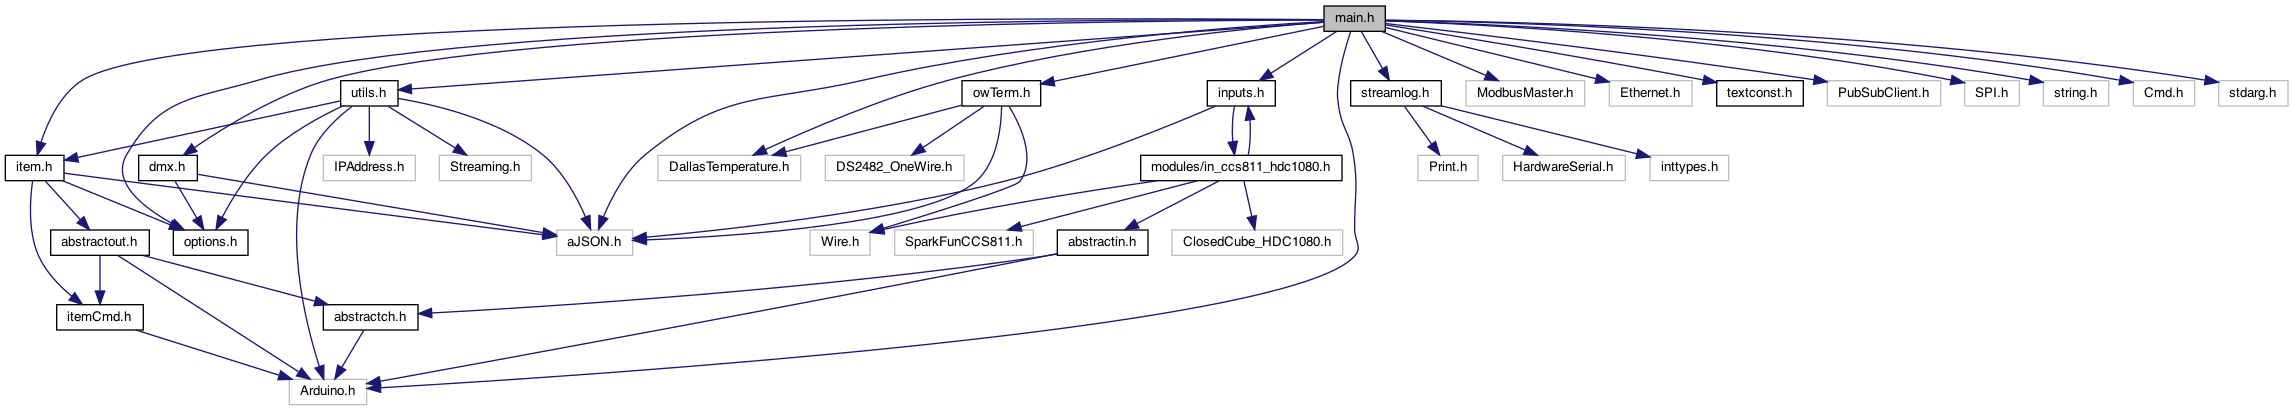 main.h
utils.h
owTerm.h
inputs.h
streamlog.h
ModbusMaster.h
Ethernet.h
textconst.h
PubSubClient.h
SPI.h
string.h
Cmd.h
stdarg.h
item.h
dmx.h
IPAddress.h
Streaming.h
DallasTemperature.h
DS2482_OneWire.h
modules/in_ccs811_hdc1080.h
Print.h
HardwareSerial.h
inttypes.h
abstractout.h
options.h
aJSON.h
Wire.h
SparkFunCCS811.h
abstractin.h
ClosedCube_HDC1080.h
itemCmd.h
abstractch.h
Arduino.h